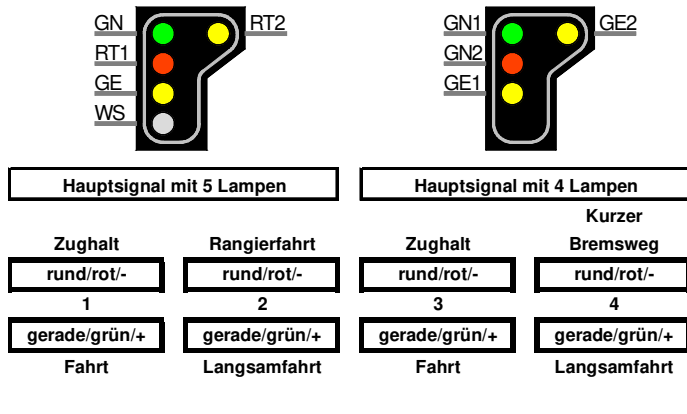 GN RT2 GN1 GE2
RT1 GN2
GE GE1
WS
Hauptsignal mit 5 Lampen Hauptsignal mit 4 Lampen
Kurzer
Zughalt Rangierfahrt Zughalt Bremsweg
rund/rot/- rund/rot/- rund/rot/- rund/rot/-
1 2 3 4
gerade/grün/+ gerade/grün/+ gerade/grün/+ gerade/grün/+
Fahrt Langsamfahrt Fahrt Langsamfahrt